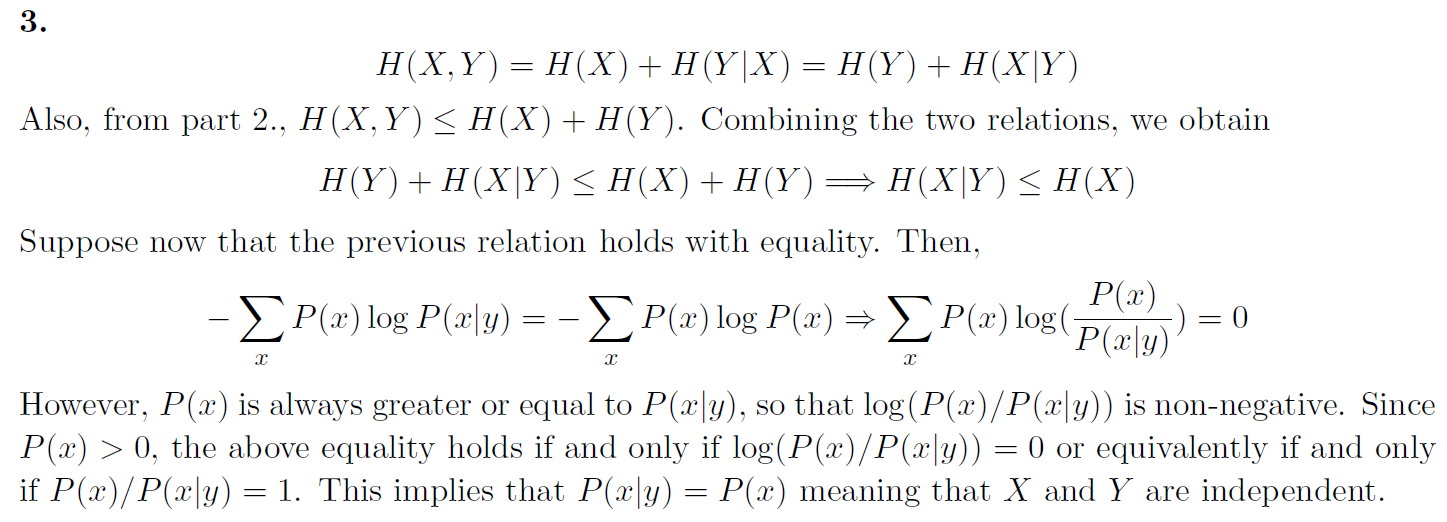 3.
H(X, Y) = H(X) + H(Y|X) = H(Y) + H(X|Y)
Also, from part 2., H(X, Y) ≤ H(X) + H(Y). Combining the two relations, we obtain
H(Y) + H(X|Y) ≤ H(X) + H(Y) ⟹ H(X|Y) ≤ H(X)
Suppose now that the previous relation holds with equality. Then,
− ∑_x P(x) log P(x|y) = − ∑_x P(x) log P(x) ⇒ ∑_x P(x) log(P(x)/P(x|y)) = 0
However, P(x) is always greater or equal to P(x|y), so that log(P(x)/P(x|y)) is non-negative. Since
P(x) > 0, the above equality holds if and only if log(P(x)/P(x|y)) = 0 or equivalently if and only
if P(x)/P(x|y) = 1. This implies that P(x|y) = P(x) meaning that X and Y are independent.